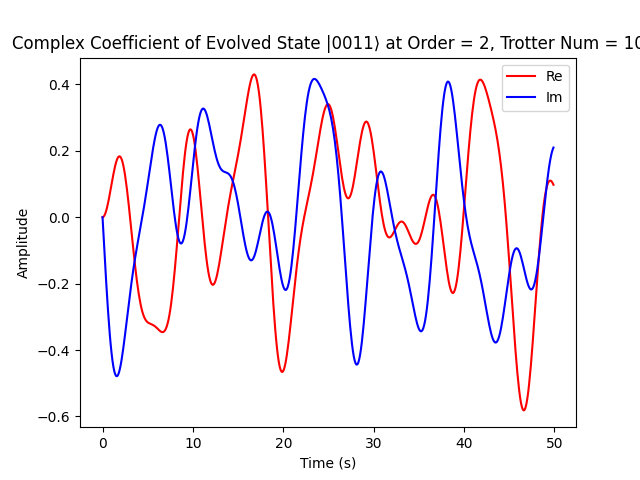 Complex Coefficient of Evolved State |0011⟩ at Order = 2, Trotter Num = 10
Re
Im
0.4
0.2
0.0
−0.2
−0.4
−0.6
Amplitude
0
10
20
30
40
50
Time (s)